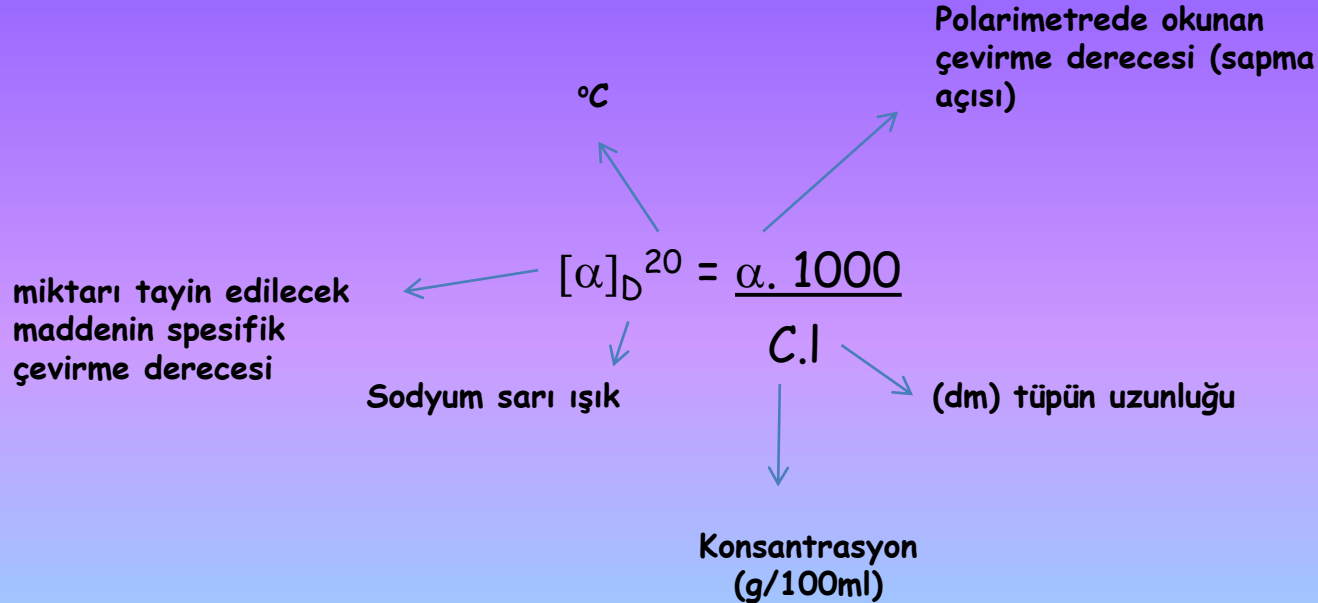 Polarimetrede okunan
çevirme derecesi (sapma
açısı)
ºC
[α]D20 = α. 1000
C.l
miktarı tayin edilecek
maddenin spesifik
çevirme derecesi
Sodyum sarı ışık
(dm) tüpün uzunluğu
Konsantrasyon
(g/100ml)